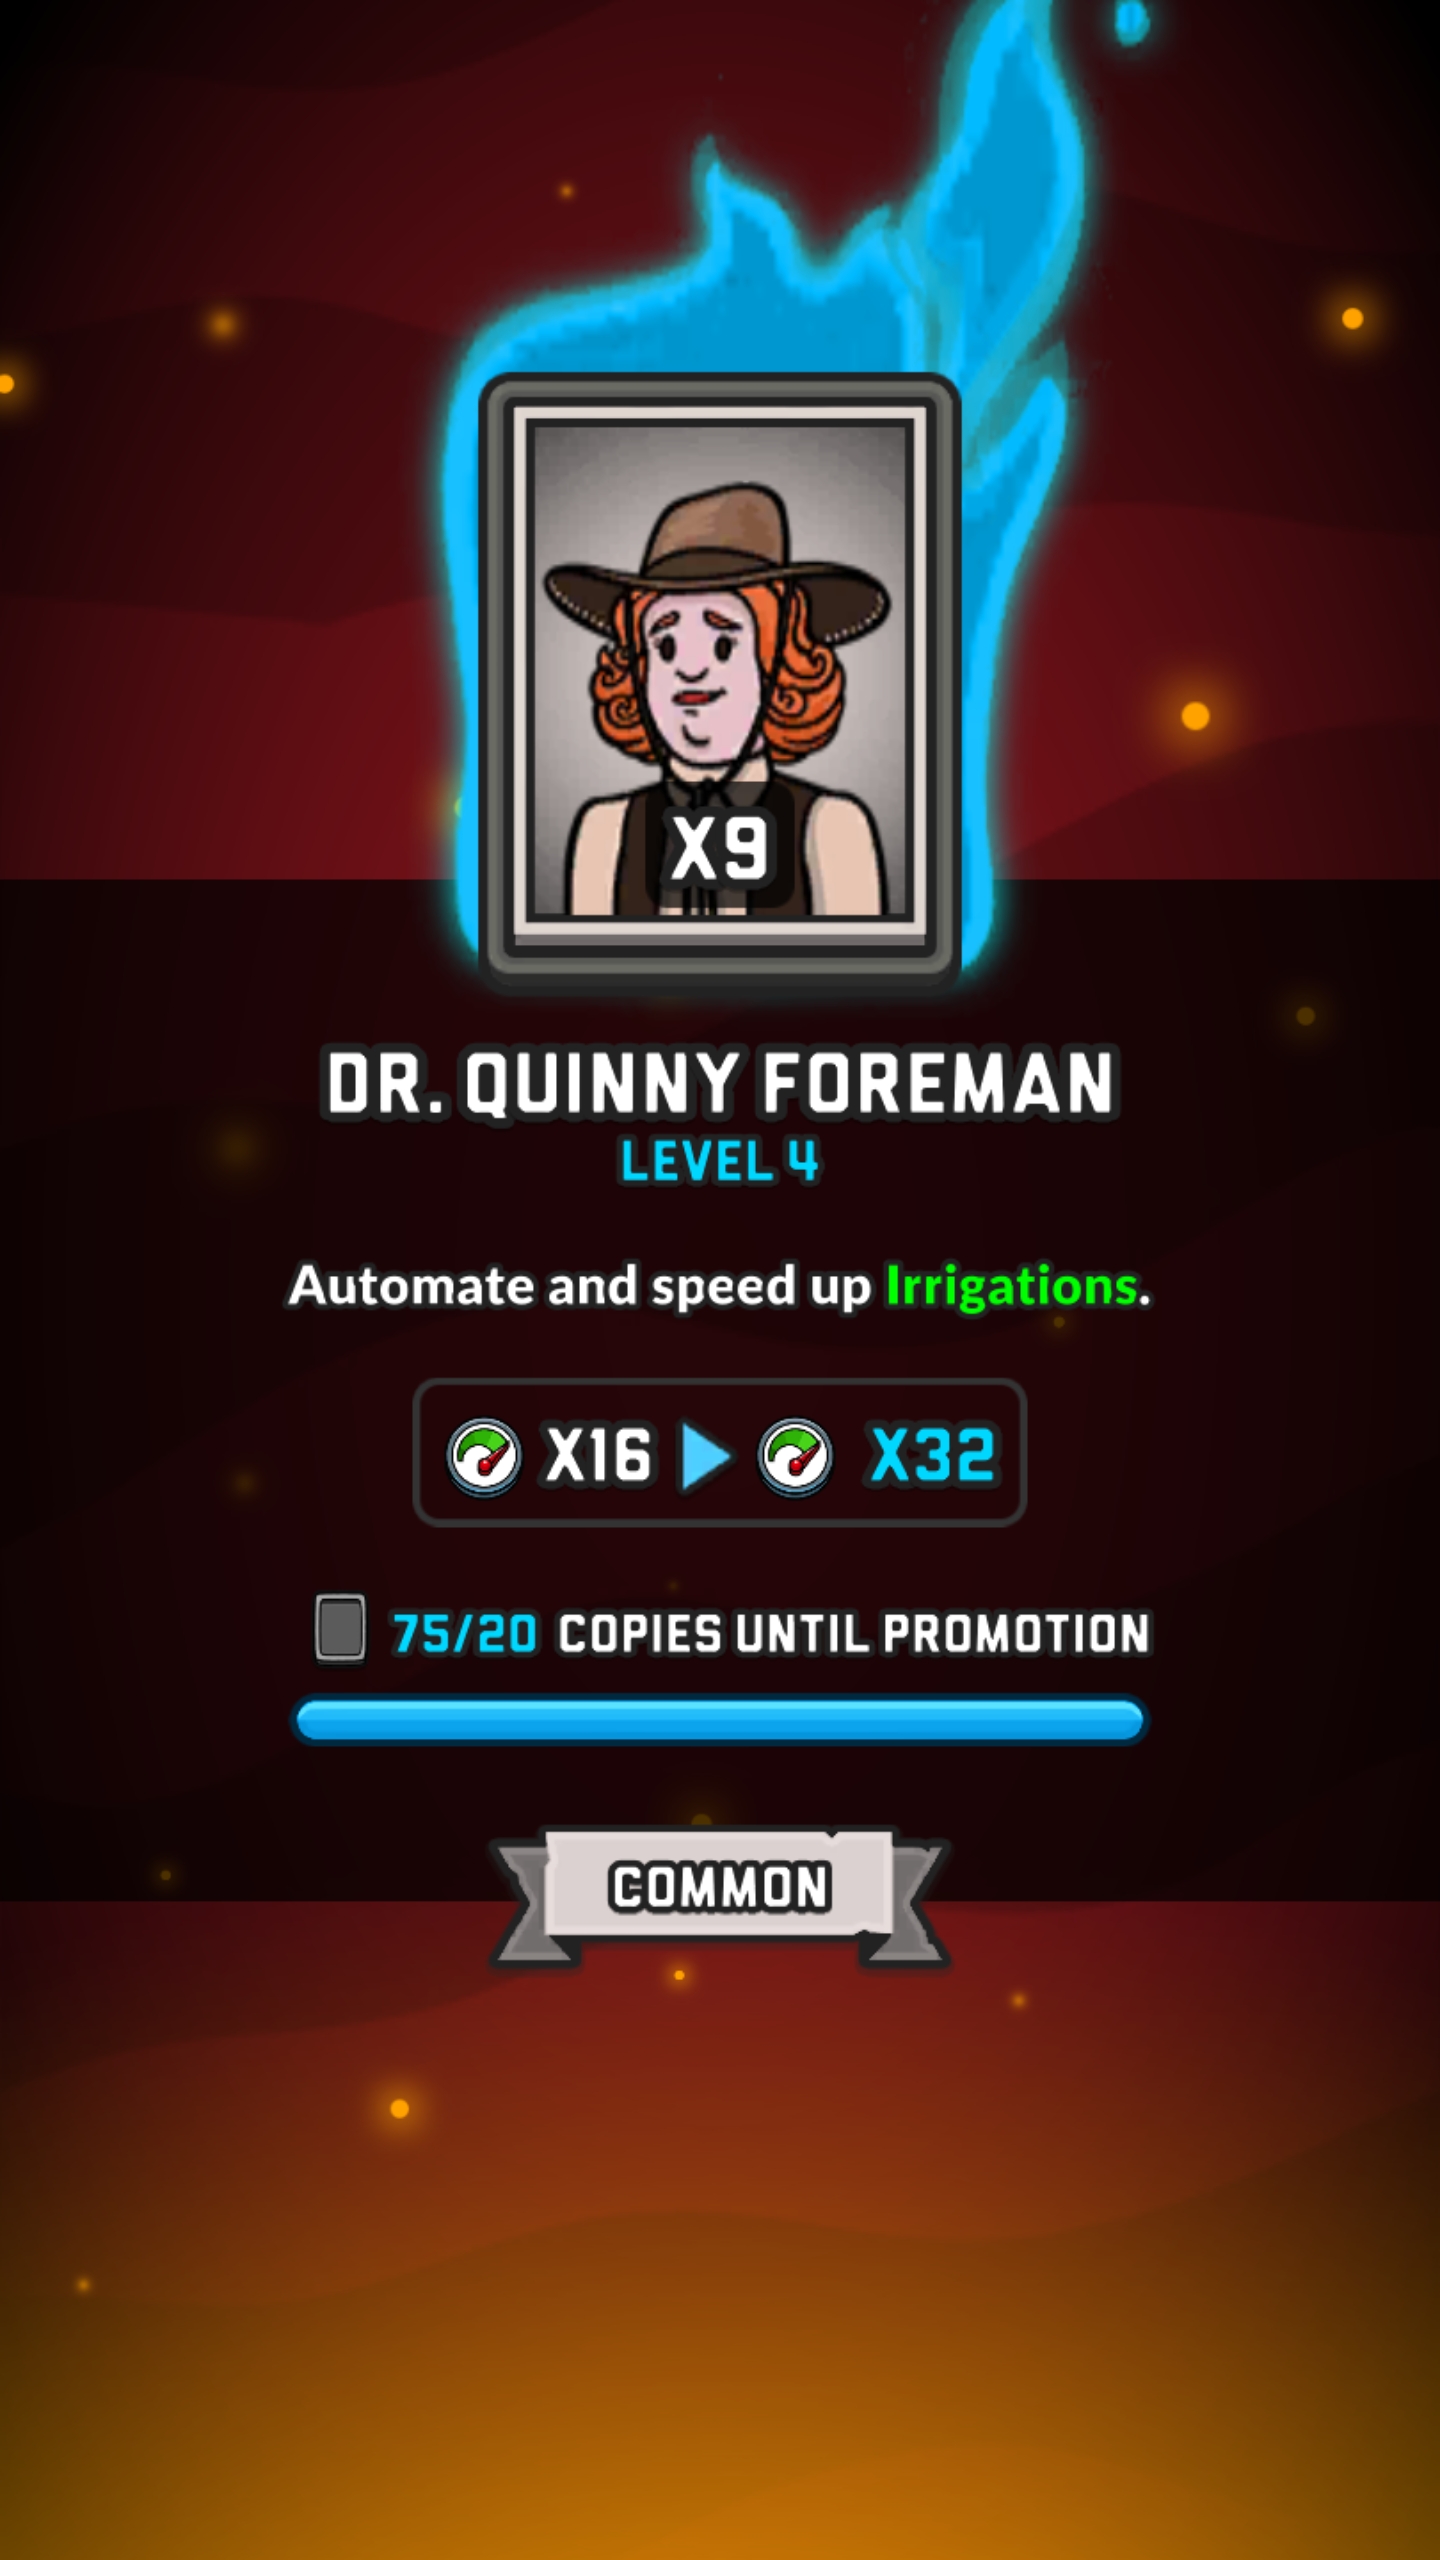 X9
DR. QUINNY FOREMAN
LEVEL 4
Automate and speed up Irrigations.
X16 X32
75/20 COPIES UNTIL PROMOTION
COMMON